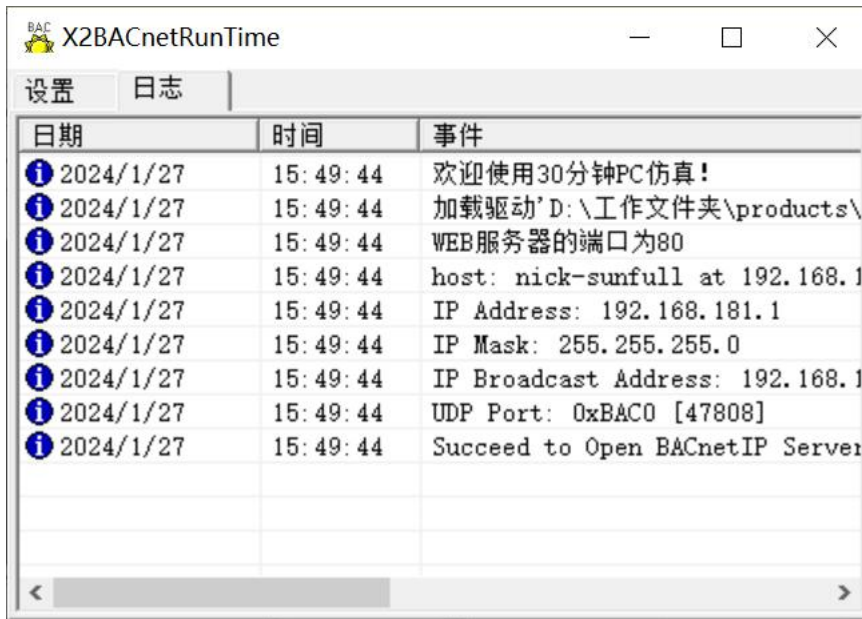 BAC X2BACnetRunTime
设置 日志
日期 时间 事件
2024/1/27 15:49:44 欢迎使用30分钟PC仿真!
2024/1/27 15:49:44 加载驱动'D:\工作文件夹\products\
2024/1/27 15:49:44 WEB服务器的端口为80
2024/1/27 15:49:44 host: nick-sunfull at 192.168.1
2024/1/27 15:49:44 IP Address: 192.168.181.1
2024/1/27 15:49:44 IP Mask: 255.255.255.0
2024/1/27 15:49:44 IP Broadcast Address: 192.168.1
2024/1/27 15:49:44 UDP Port: 0xBAC0 [47808]
2024/1/27 15:49:44 Succeed to Open BACnetIP Server